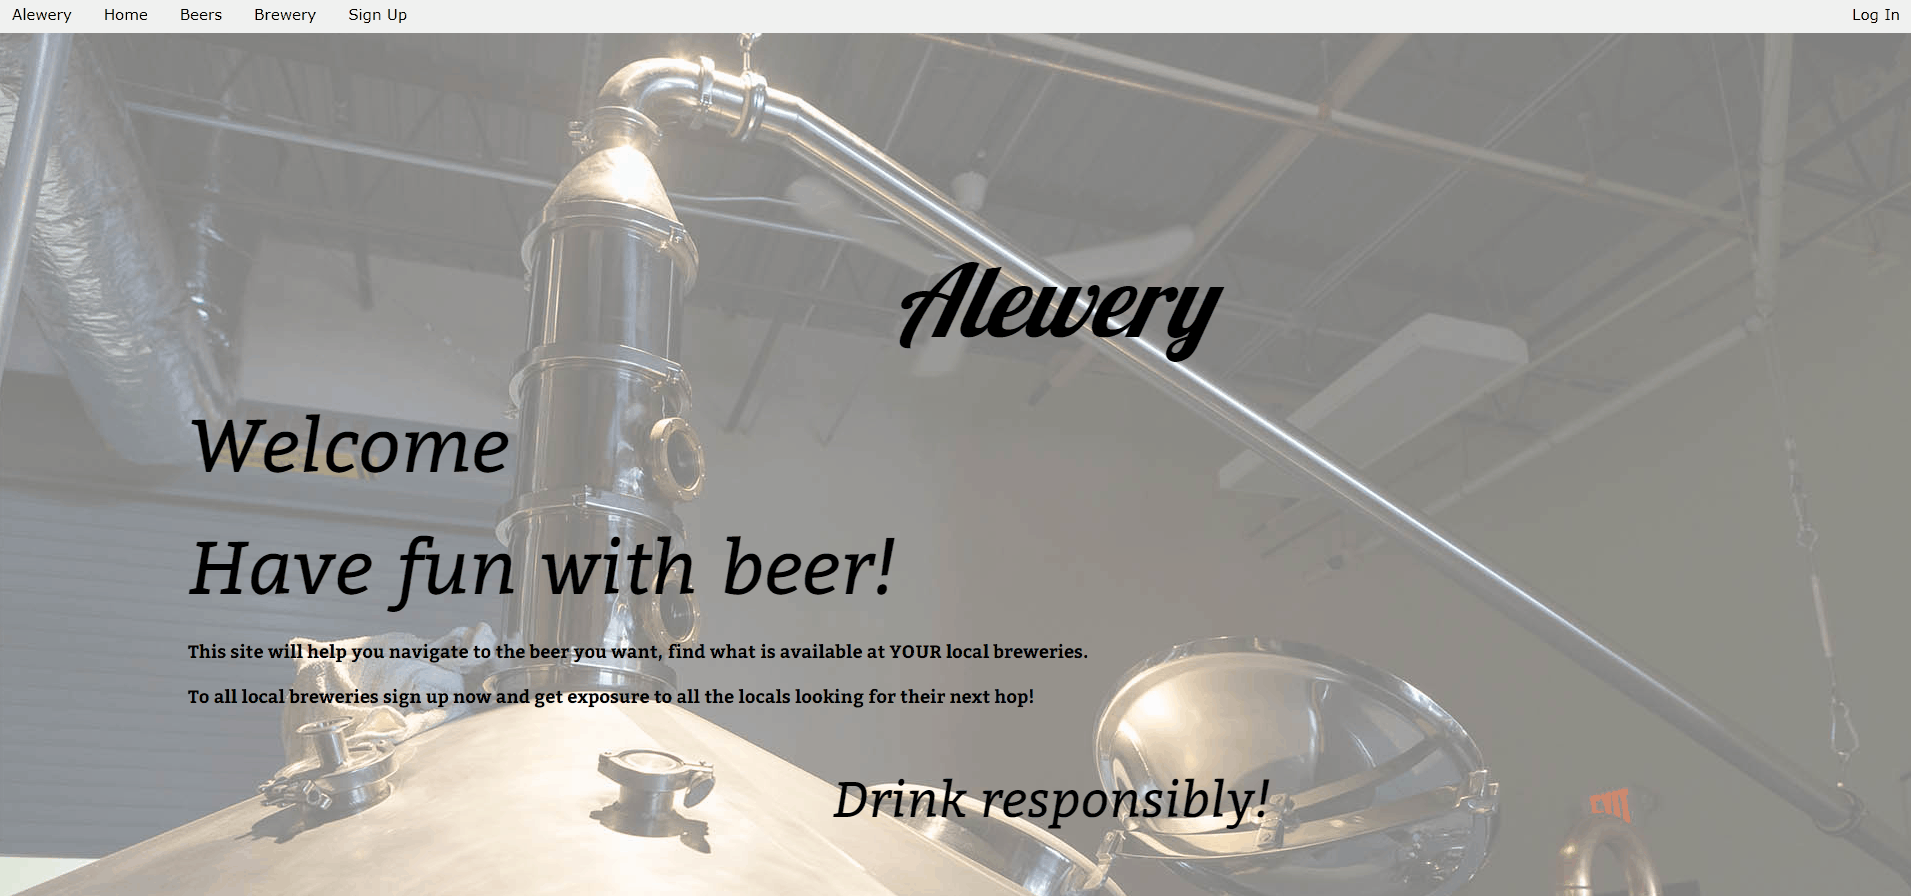 Alewery Home Beers Brewery Sign Up Log In
Alewery
Welcome
Have fun with beer!
This site will help you navigate to the beer you want, find what is available at YOUR local breweries.
To all local breweries sign up now and get exposure to all the locals looking for their next hop!
Drink responsibly!
EXIT